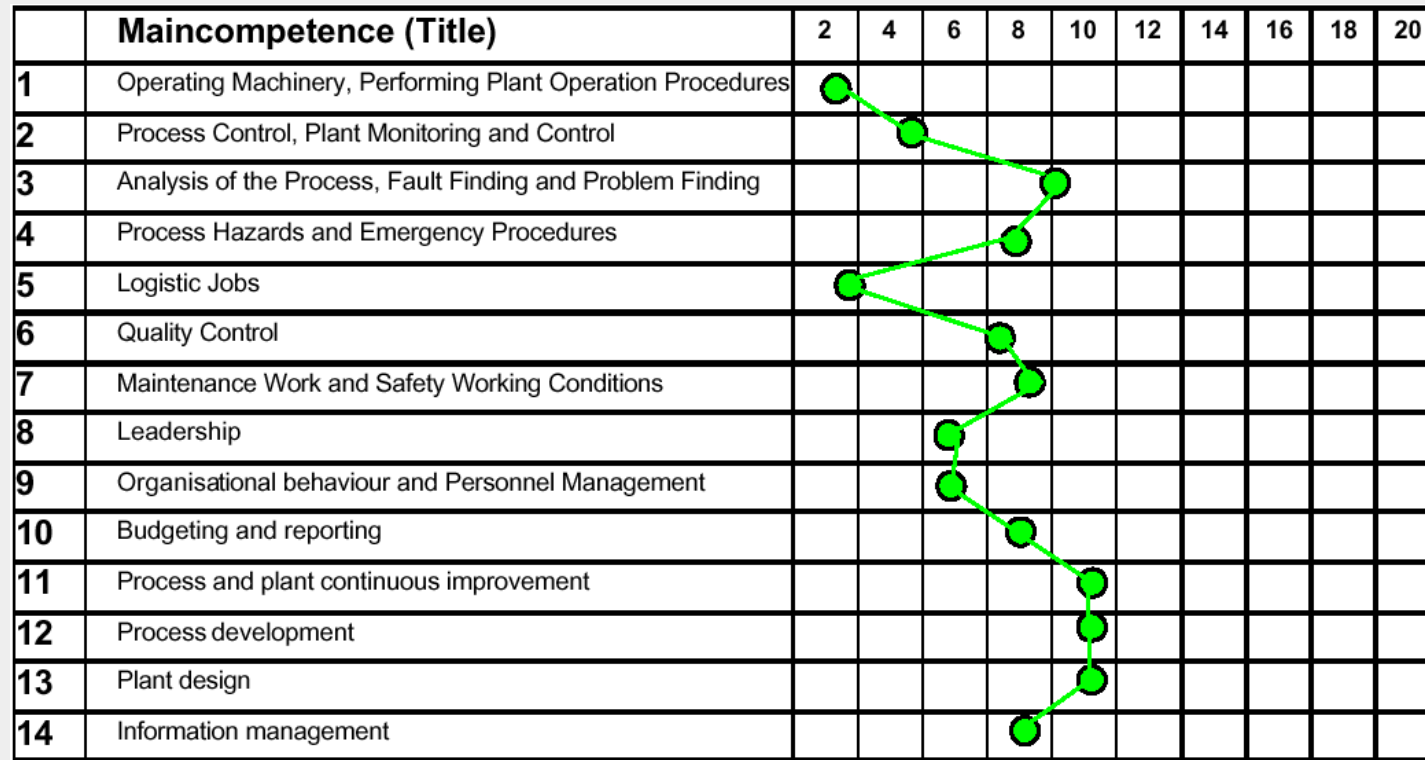 Maincompetence (Title) 2 4 6 8 10 12 14 16 18 20
1 Operating Machinery, Performing Plant Operation Procedures
2 Process Control, Plant Monitoring and Control
3 Analysis of the Process, Fault Finding and Problem Finding
4 Process Hazards and Emergency Procedures
5 Logistic Jobs
6 Quality Control
7 Maintenance Work and Safety Working Conditions
8 Leadership
9 Organisational behaviour and Personnel Management
10 Budgeting and reporting
11 Process and plant continuous improvement
12 Process development
13 Plant design
14 Information management